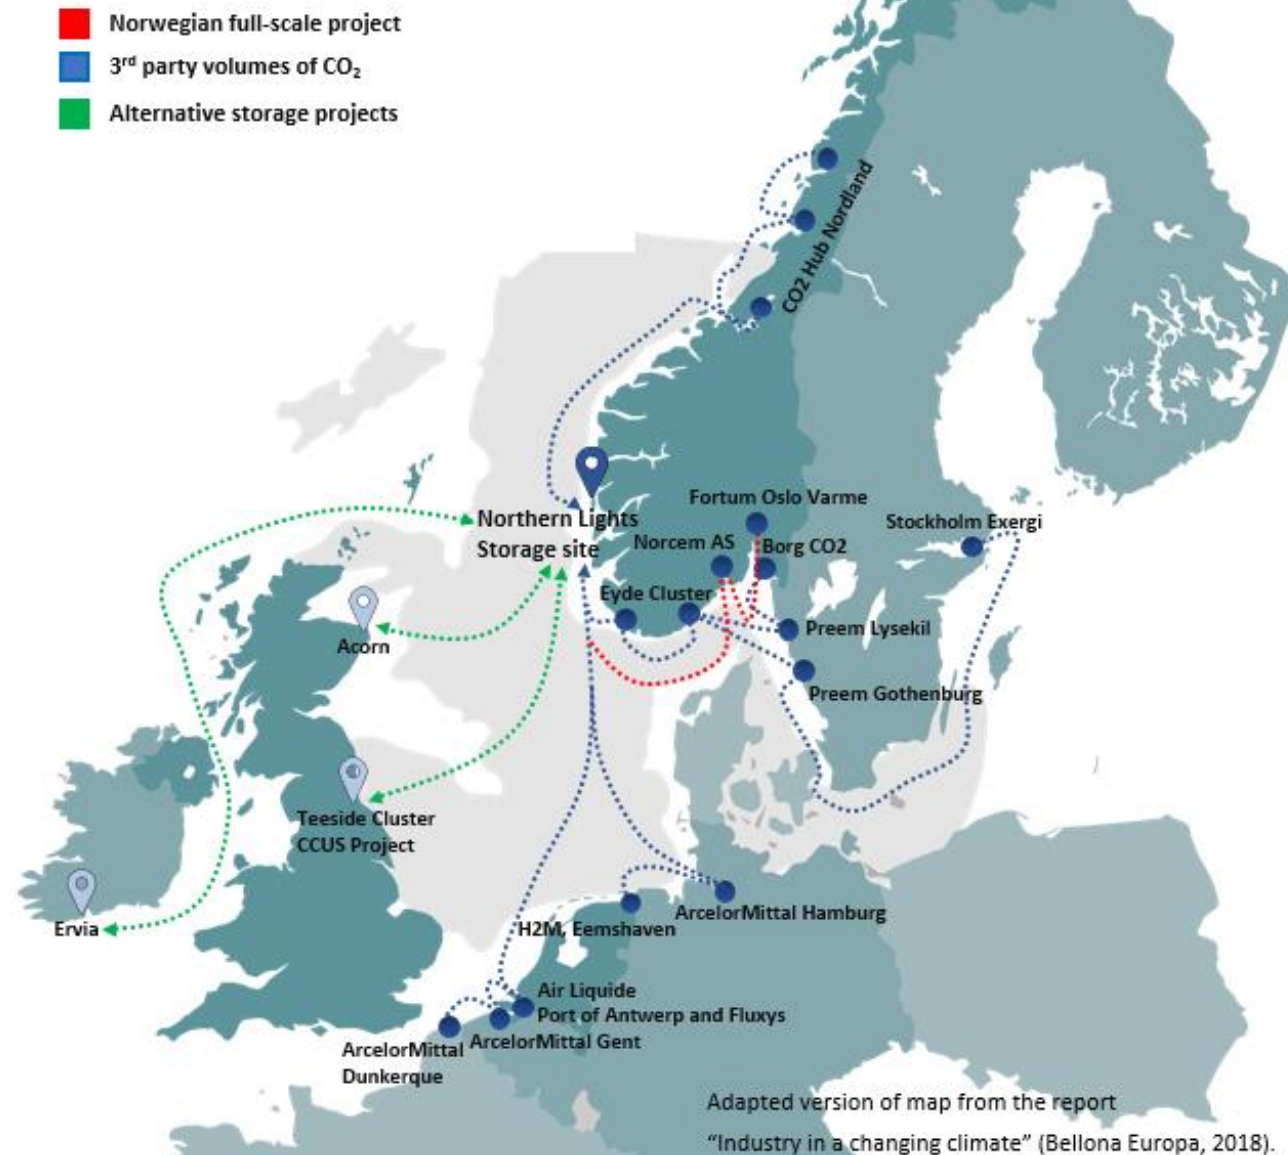 Norwegian full-scale project
3rd party volumes of CO₂
Alternative storage projects
CO2 Hub Nordland
Northern Lights
Storage site
Fortum Oslo Varme
Stockholm Exergi
Norcem AS
Borg CO2
Eyde Cluster
Preem Lysekil
Acorn
Preem Gothenburg
Teeside Cluster
CCUS Project
Ervia
H2M, Eemshaven
ArcelorMittal Hamburg
Air Liquide
Port of Antwerp and Fluxys
ArcelorMittal Gent
ArcelorMittal
Dunkerque
Adapted version of map from the report
“Industry in a changing climate” (Bellona Europa, 2018).